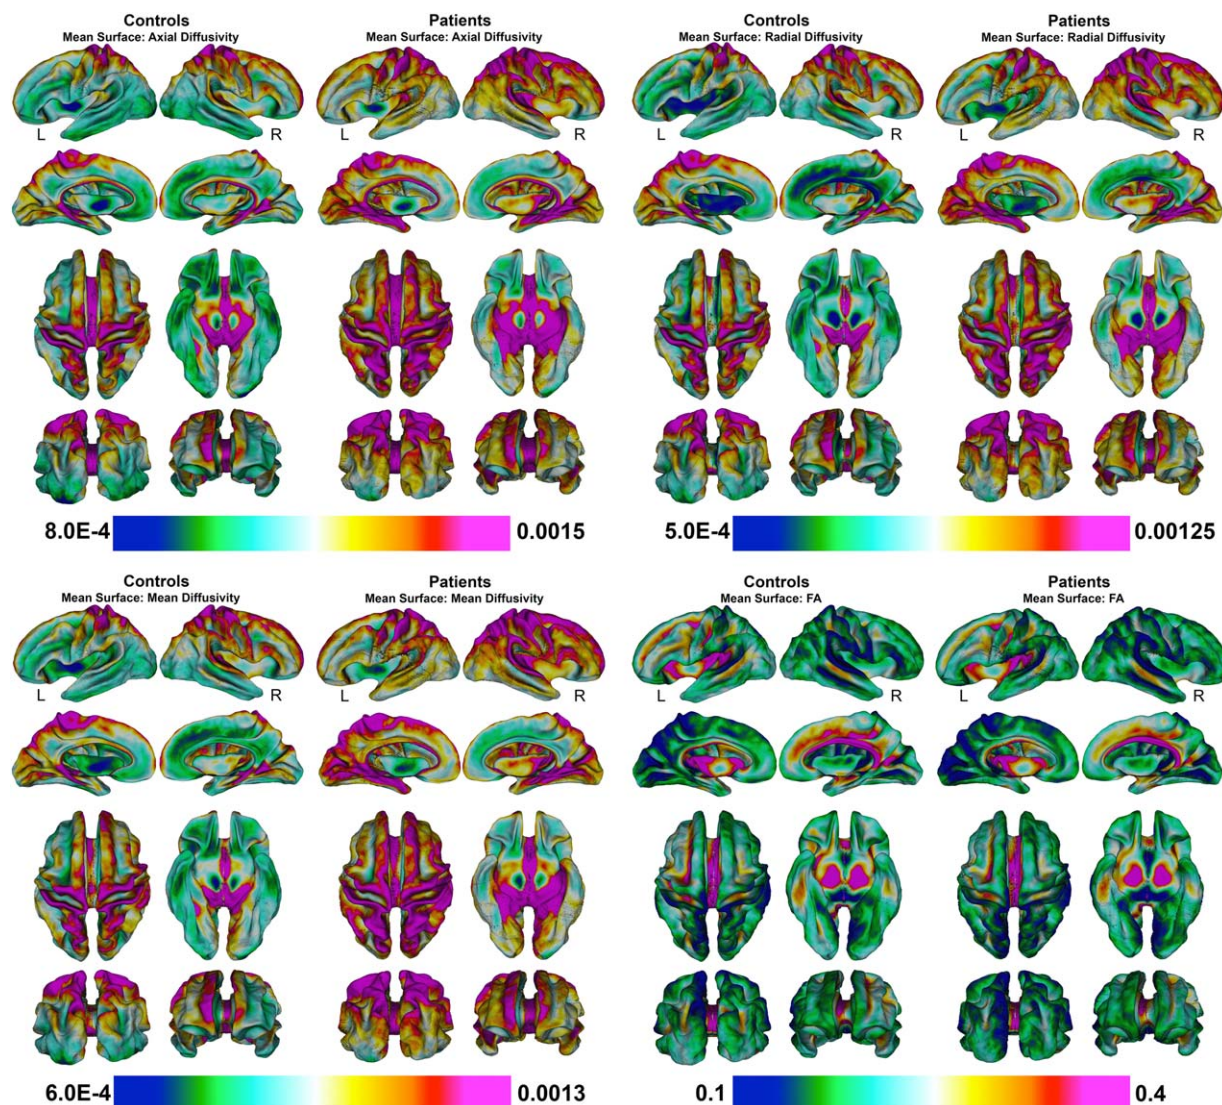 Controls
Mean Surface: Axial Diffusivity
L
R
Patients
Mean Surface: Axial Diffusivity
L
R
8.0E-4
0.0015
Controls
Mean Surface: Radial Diffusivity
L
R
Patients
Mean Surface: Radial Diffusivity
L
R
5.0E-4
0.00125
Controls
Mean Surface: Mean Diffusivity
L
R
Patients
Mean Surface: Mean Diffusivity
L
R
6.0E-4
0.0013
Controls
Mean Surface: FA
L
R
Patients
Mean Surface: FA
L
R
0.1
0.4